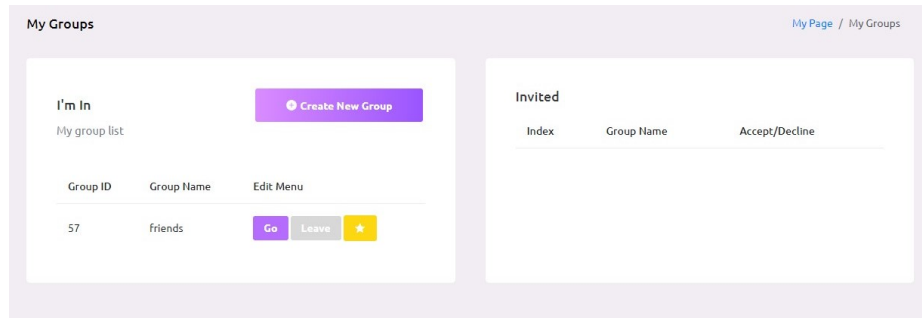 My Groups
My Page / My Groups
I'm In
Create New Group
My group list
Group ID Group Name Edit Menu
57 friends Go Leave
Invited
Index Group Name Accept/Decline